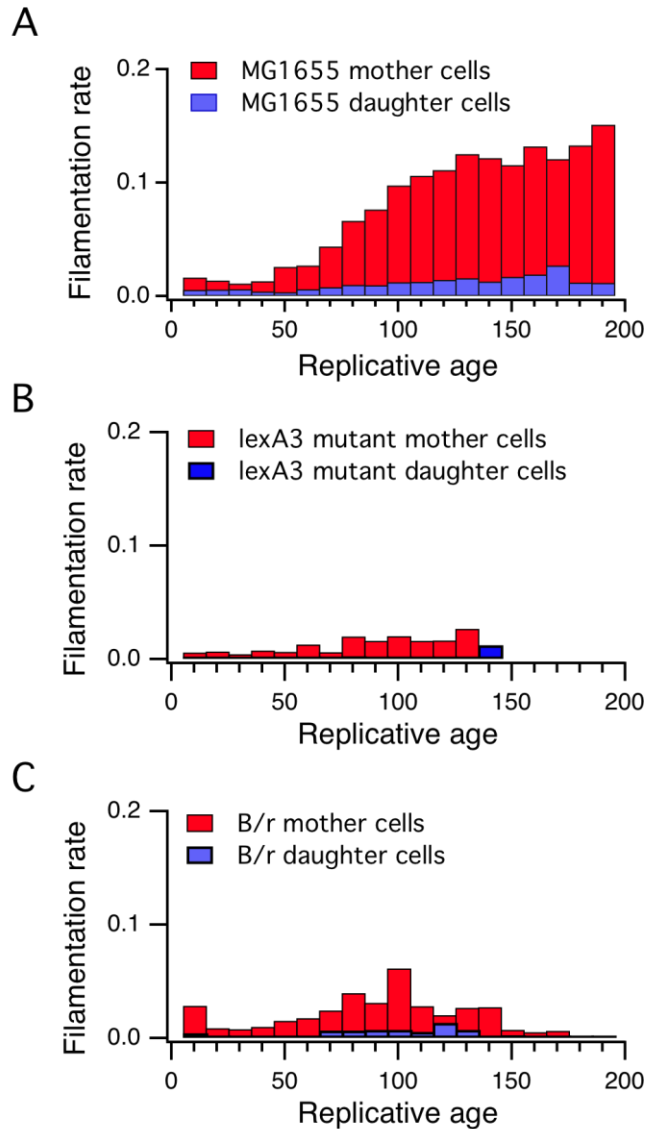 A
0.2
MG1655 mother cells
MG1655 daughter cells
0.1
0.0
Filamentation rate
0 50 100 150 200
Replicative age
B
0.2
lexA3 mutant mother cells
lexA3 mutant daughter cells
0.1
0.0
Filamentation rate
0 50 100 150 200
Replicative age
C
0.2
B/r mother cells
B/r daughter cells
0.1
0.0
Filamentation rate
0 50 100 150 200
Replicative age